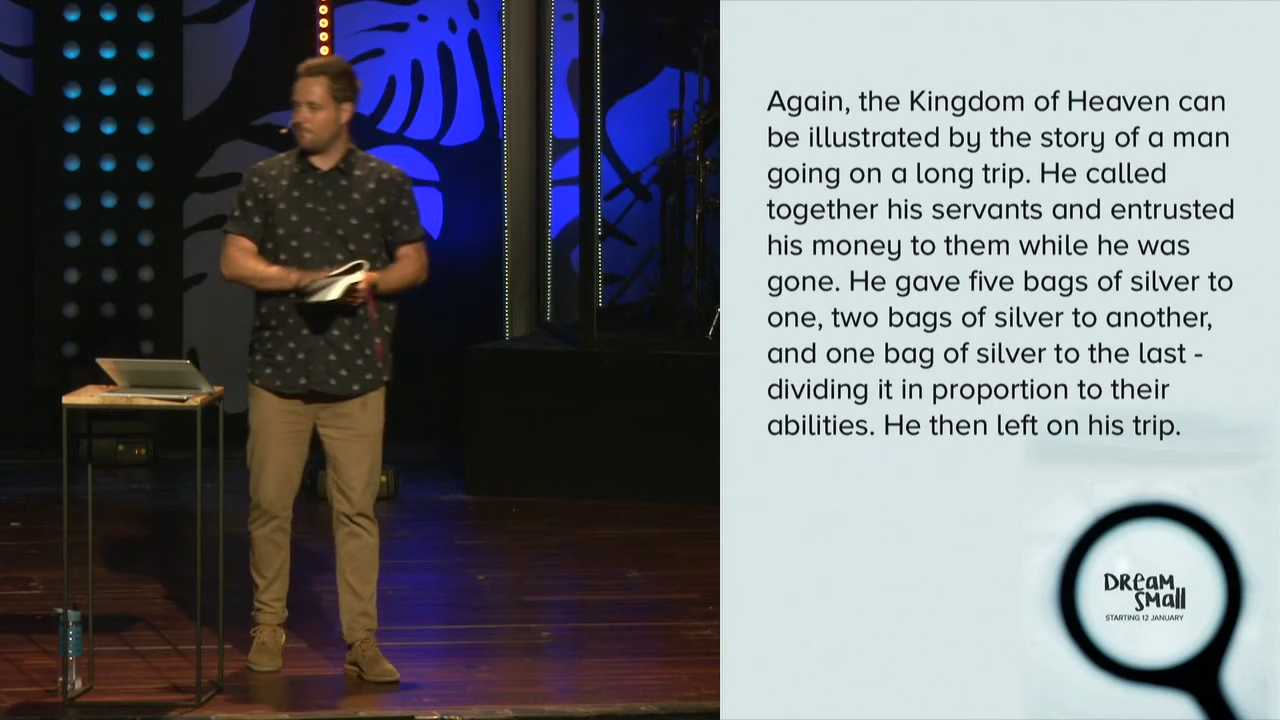 Again, the Kingdom of Heaven can
be illustrated by the story of a man
going on a long trip. He called
together his servants and entrusted
his money to them while he was
gone. He gave five bags of silver to
one, two bags of silver to another,
and one bag of silver to the last -
dividing it in proportion to their
abilities. He then left on his trip.
DReam
Small
STARTING 12 JANUARY